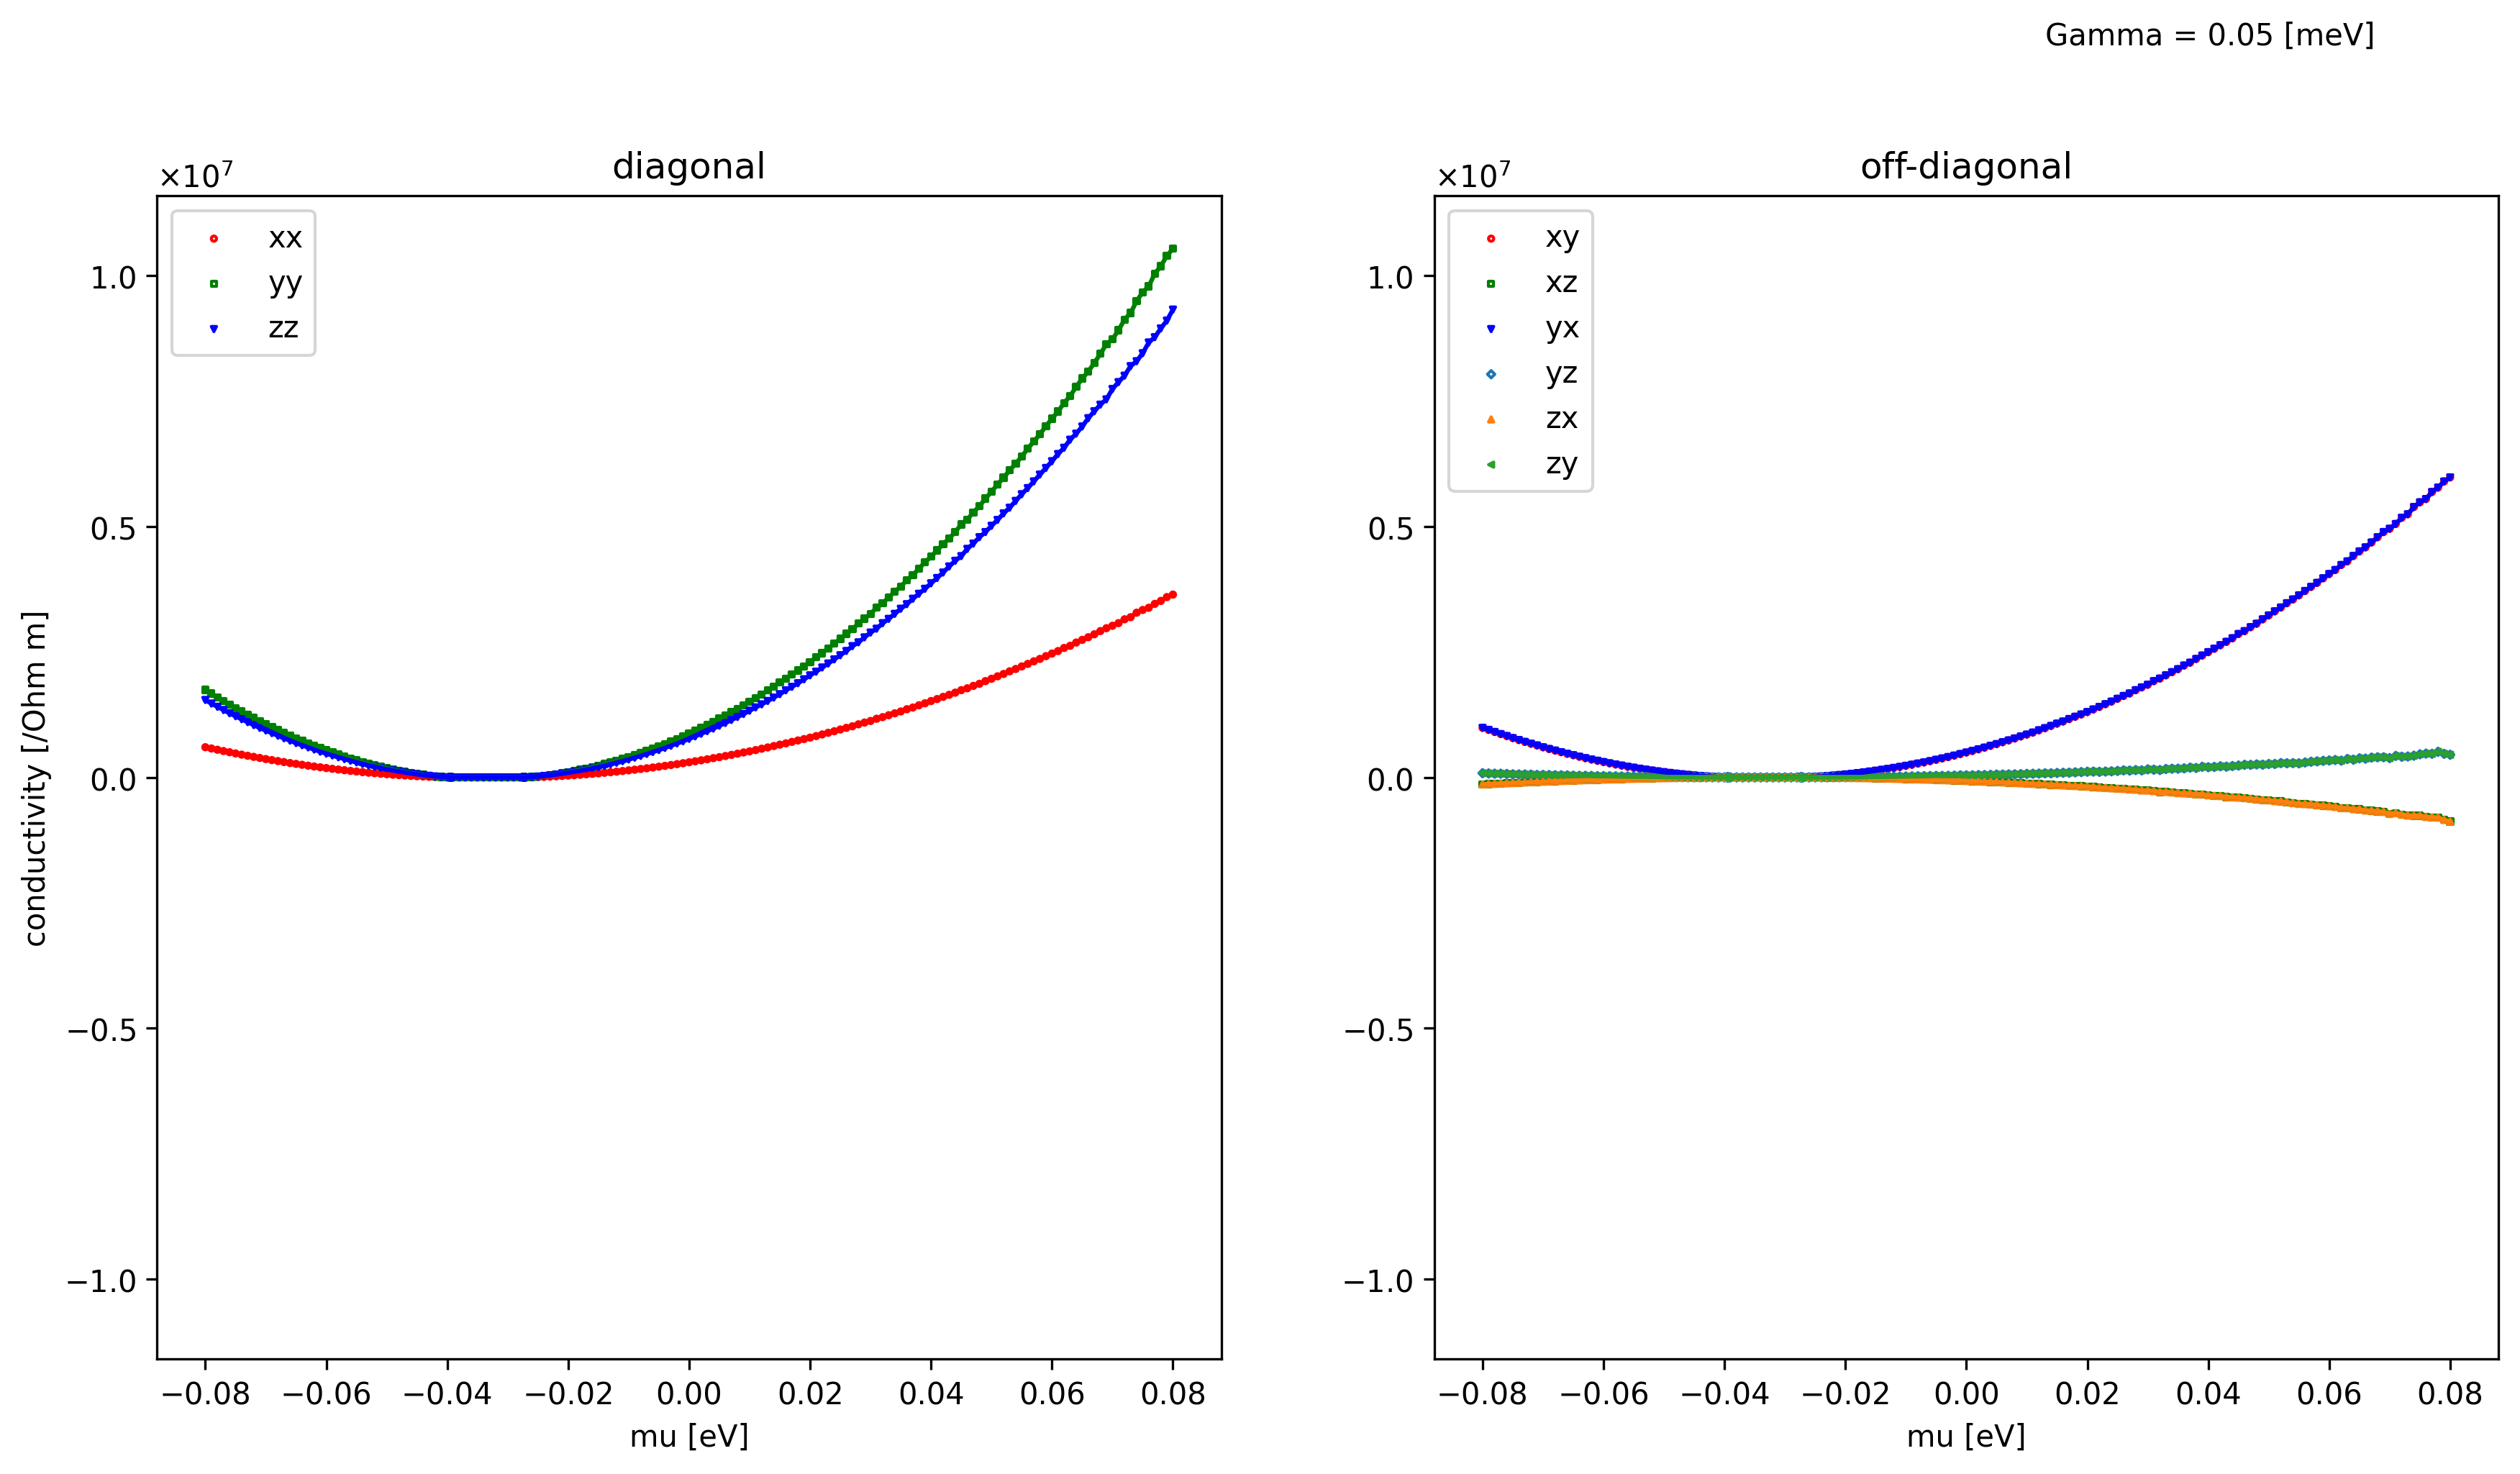 Gamma = 0.05 [meV]
diagonal
×10⁷
xx
yy
zz
1.0
0.5
0.0
−0.5
−1.0
conductivity [/Ohm m]
−0.08 −0.06 −0.04 −0.02 0.00 0.02 0.04 0.06 0.08
mu [eV]
off-diagonal
×10⁷
xy
xz
yx
yz
zx
zy
1.0
0.5
0.0
−0.5
−1.0
−0.08 −0.06 −0.04 −0.02 0.00 0.02 0.04 0.06 0.08
mu [eV]